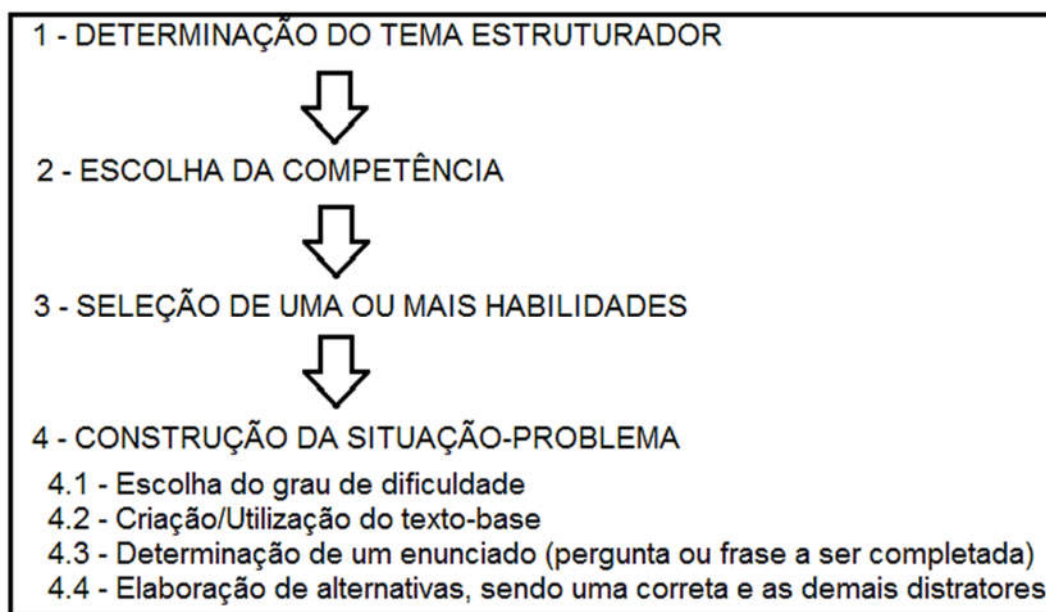 1 - DETERMINAÇÃO DO TEMA ESTRUTURADOR
2 - ESCOLHA DA COMPETÊNCIA
3 - SELEÇÃO DE UMA OU MAIS HABILIDADES
4 - CONSTRUÇÃO DA SITUAÇÃO-PROBLEMA
4.1 - Escolha do grau de dificuldade
4.2 - Criação/Utilização do texto-base
4.3 - Determinação de um enunciado (pergunta ou frase a ser completada)
4.4 - Elaboração de alternativas, sendo uma correta e as demais distratores